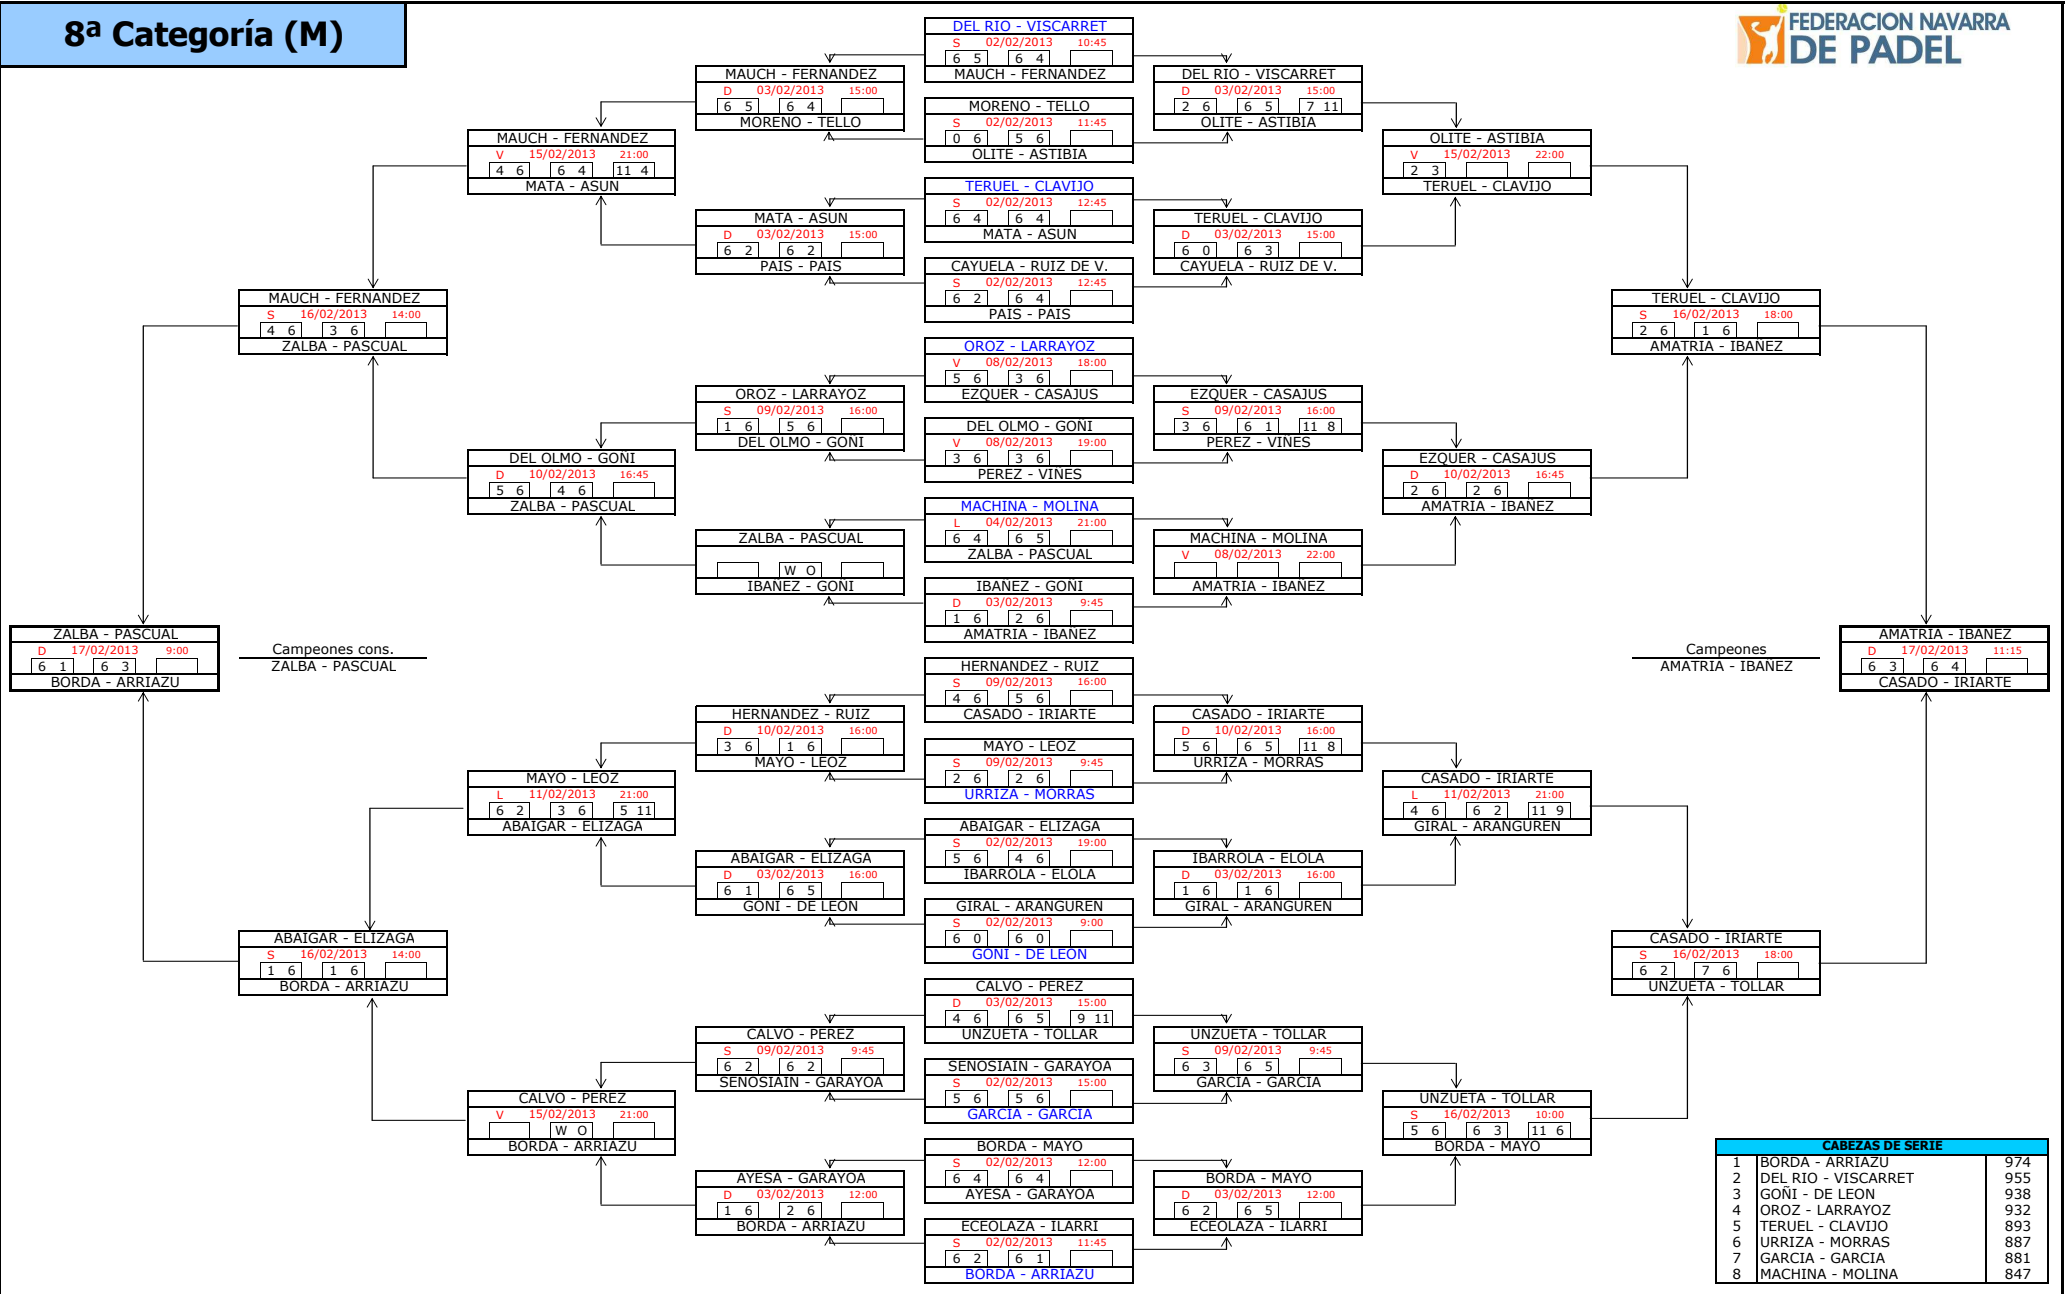 8ª Categoría (M)
FEDERACION NAVARRA
DE PADEL
ZALBA - PASCUAL
D 17/02/2013 9:00
6 1 6 3
BORDA - ARRIAZU
Campeones cons.
ZALBA - PASCUAL
MAUCH - FERNANDEZ
S 16/02/2013 14:00
4 6 3 6
ZALBA - PASCUAL
ABAIGAR - ELIZAGA
S 16/02/2013 14:00
1 6 1 6
BORDA - ARRIAZU
MAUCH - FERNANDEZ
V 15/02/2013 21:00
4 6 6 4 11 4
MATA - ASUN
DEL OLMO - GOÑI
D 10/02/2013 16:45
5 6 4 6
ZALBA - PASCUAL
MAYO - LEOZ
L 11/02/2013 21:00
6 2 3 6 5 11
ABAIGAR - ELIZAGA
CALVO - PEREZ
V 15/02/2013 21:00
W O
BORDA - ARRIAZU
MAUCH - FERNANDEZ
D 03/02/2013 15:00
6 5 6 4
MORENO - TELLO
MATA - ASUN
D 03/02/2013 15:00
6 2 6 2
PAIS - PAIS
OROZ - LARRAYOZ
S 09/02/2013 16:00
1 6 5 6
DEL OLMO - GOÑI
ZALBA - PASCUAL
W O
IBAÑEZ - GOÑI
HERNANDEZ - RUIZ
D 10/02/2013 16:00
3 6 1 6
MAYO - LEOZ
ABAIGAR - ELIZAGA
D 03/02/2013 16:00
6 1 6 5
GOÑI - DE LEON
CALVO - PEREZ
S 09/02/2013 9:45
6 2 6 2
SENOSIAIN - GARAYOA
AYESA - GARAYOA
D 03/02/2013 12:00
1 6 2 6
BORDA - ARRIAZU
DEL RIO - VISCARRET
S 02/02/2013 10:45
6 5 6 4
MAUCH - FERNANDEZ
MORENO - TELLO
S 02/02/2013 11:45
0 6 5 6
OLITE - ASTIBIA
TERUEL - CLAVIJO
S 02/02/2013 12:45
6 4 6 4
MATA - ASUN
CAYUELA - RUIZ DE V.
S 02/02/2013 12:45
6 2 6 4
PAIS - PAIS
OROZ - LARRAYOZ
V 08/02/2013 18:00
5 6 3 6
EZQUER - CASAJUS
DEL OLMO - GOÑI
V 08/02/2013 19:00
3 6 3 6
PEREZ - VIÑES
MACHINA - MOLINA
L 04/02/2013 21:00
6 4 6 5
ZALBA - PASCUAL
IBAÑEZ - GOÑI
D 03/02/2013 9:45
1 6 2 6
AMATRIA - IBAÑEZ
HERNANDEZ - RUIZ
S 09/02/2013 16:00
4 6 5 6
CASADO - IRIARTE
MAYO - LEOZ
S 09/02/2013 9:45
2 6 2 6
URRIZA - MORRAS
ABAIGAR - ELIZAGA
S 02/02/2013 19:00
5 6 4 6
IBARROLA - ELOLA
GIRAL - ARANGUREN
S 02/02/2013 9:00
6 0 6 0
GOÑI - DE LEON
CALVO - PEREZ
D 03/02/2013 15:00
4 6 6 5 9 11
UNZUETA - TOLLAR
SENOSIAIN - GARAYOA
S 02/02/2013 15:00
5 6 5 6
GARCIA - GARCIA
BORDA - MAYO
S 02/02/2013 12:00
6 4 6 4
AYESA - GARAYOA
ECEOLAZA - ILARRI
S 02/02/2013 11:45
6 2 6 1
BORDA - ARRIAZU
DEL RIO - VISCARRET
D 03/02/2013 15:00
2 6 6 5 7 11
OLITE - ASTIBIA
TERUEL - CLAVIJO
D 03/02/2013 15:00
6 0 6 3
CAYUELA - RUIZ DE V.
EZQUER - CASAJUS
S 09/02/2013 16:00
3 6 6 1 11 8
PEREZ - VIÑES
MACHINA - MOLINA
V 08/02/2013 22:00
AMATRIA - IBAÑEZ
CASADO - IRIARTE
D 10/02/2013 16:00
5 6 6 5 11 8
URRIZA - MORRAS
IBARROLA - ELOLA
D 03/02/2013 16:00
1 6 1 6
GIRAL - ARANGUREN
UNZUETA - TOLLAR
S 09/02/2013 9:45
6 3 6 5
GARCIA - GARCIA
BORDA - MAYO
D 03/02/2013 12:00
6 2 6 5
ECEOLAZA - ILARRI
OLITE - ASTIBIA
V 15/02/2013 22:00
2 3
TERUEL - CLAVIJO
EZQUER - CASAJUS
D 10/02/2013 16:45
2 6 2 6
AMATRIA - IBAÑEZ
CASADO - IRIARTE
L 11/02/2013 21:00
4 6 6 2 11 9
GIRAL - ARANGUREN
UNZUETA - TOLLAR
S 16/02/2013 10:00
5 6 6 3 11 6
BORDA - MAYO
TERUEL - CLAVIJO
S 16/02/2013 18:00
2 6 1 6
AMATRIA - IBAÑEZ
CASADO - IRIARTE
S 16/02/2013 18:00
6 2 7 6
UNZUETA - TOLLAR
Campeones
AMATRIA - IBAÑEZ
AMATRIA - IBAÑEZ
D 17/02/2013 11:15
6 3 6 4
CASADO - IRIARTE
CABEZAS DE SERIE
1 BORDA - ARRIAZU 974
2 DEL RIO - VISCARRET 955
3 GOÑI - DE LEON 938
4 OROZ - LARRAYOZ 932
5 TERUEL - CLAVIJO 893
6 URRIZA - MORRAS 887
7 GARCIA - GARCIA 881
8 MACHINA - MOLINA 847